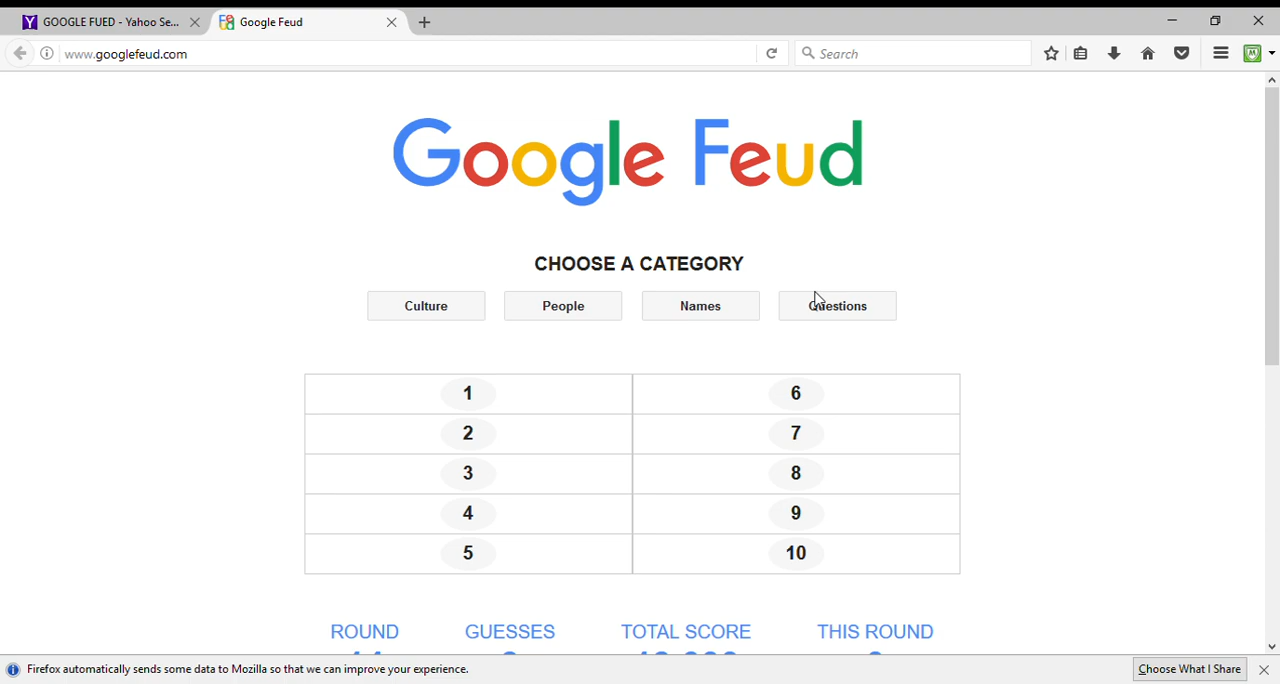 GOOGLE FUED - Yahoo Se...
Google Feud
www.googlefeud.com
Search
Google Feud
CHOOSE A CATEGORY
Culture People Names Questions
1 6
2 7
3 8
4 9
5 10
ROUND GUESSES TOTAL SCORE THIS ROUND
Firefox automatically sends some data to Mozilla so that we can improve your experience.
Choose What I Share